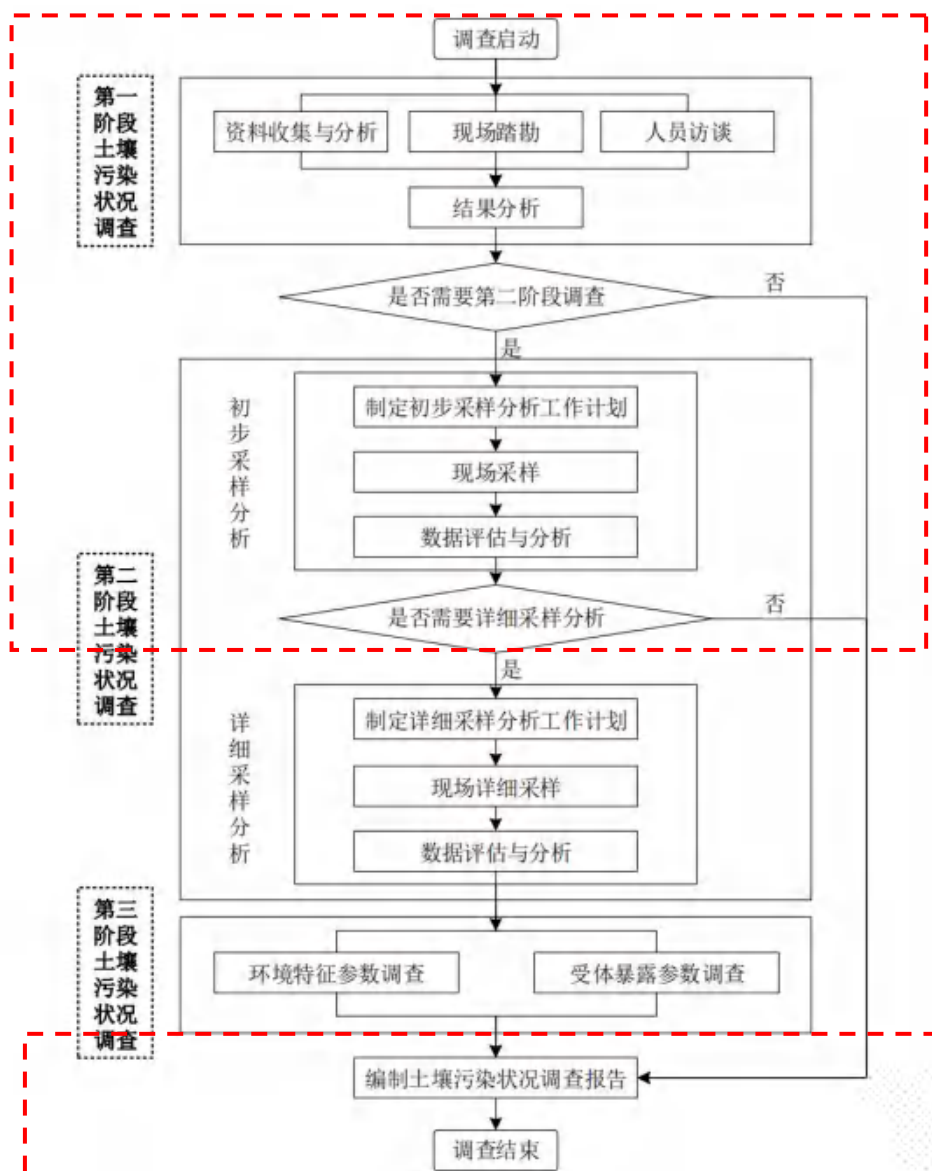 调查启动
第一
阶段
土壤
污染
状况
调查
资料收集与分析
现场踏勘
人员访谈
结果分析
是否需要第二阶段调查
否
是
初
步
采
样
分
析
制定初步采样分析工作计划
现场采样
数据评估与分析
第二
阶段
土壤
污染
状况
调查
是否需要详细采样分析
否
是
详
细
采
样
分
析
制定详细采样分析工作计划
现场详细采样
数据评估与分析
第三
阶段
土壤
污染
状况
调查
环境特征参数调查
受体暴露参数调查
编制土壤污染状况调查报告
调查结束